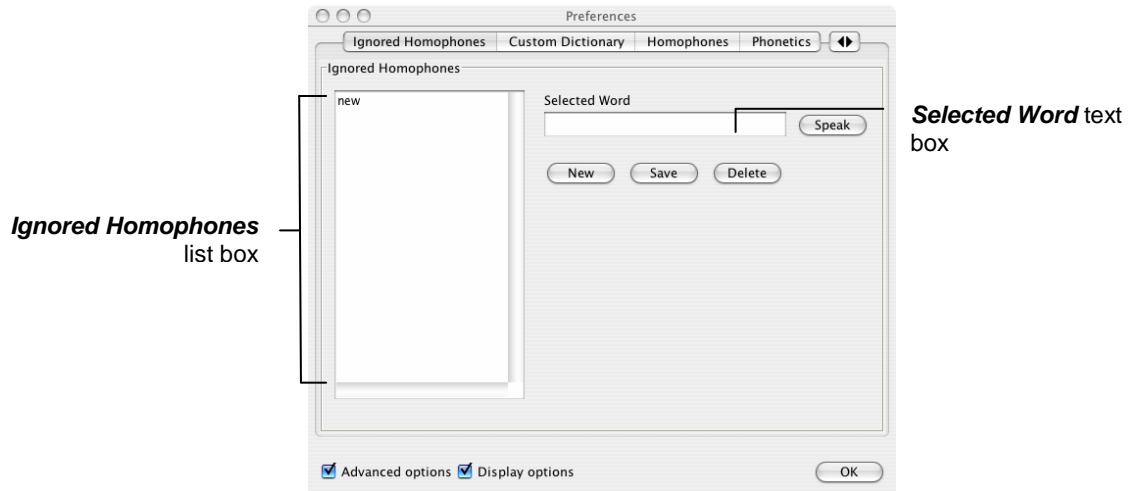 Preferences
Ignored Homophones Custom Dictionary Homophones Phonetics
Ignored Homophones
new
Selected Word
Speak
New Save Delete
Selected Word text
box
Ignored Homophones
list box
Advanced options Display options OK